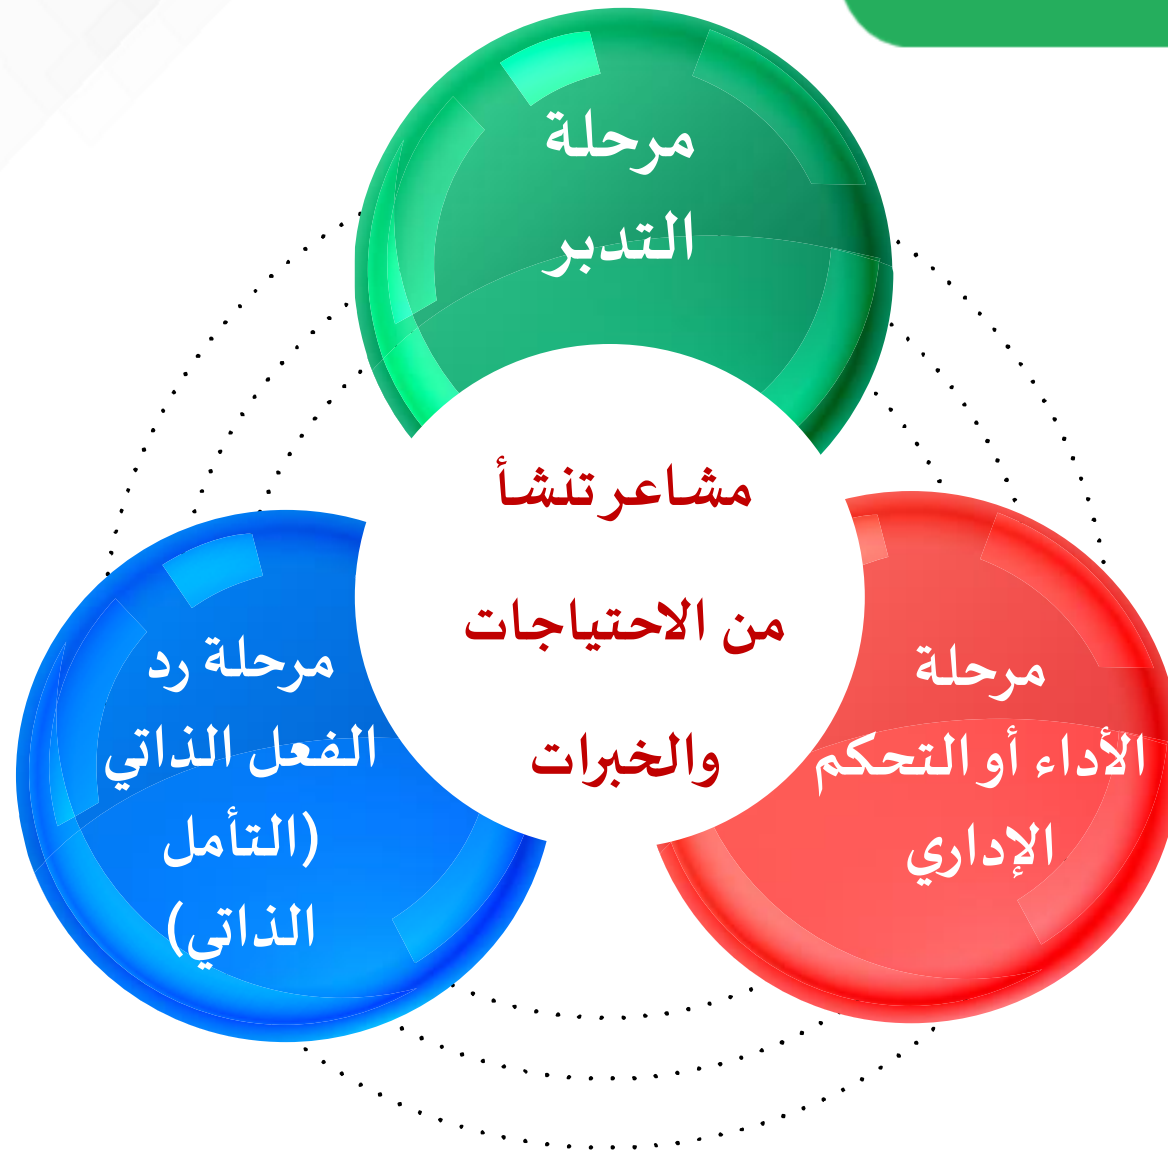 مرحلة
التدبر
مشاعر تنشأ
من الاحتياجات
والخبرات
مرحلة
الأداء أو التحكم
الإداري
مرحلة رد
الفعل الذاتي
(التأمل
الذاتي)